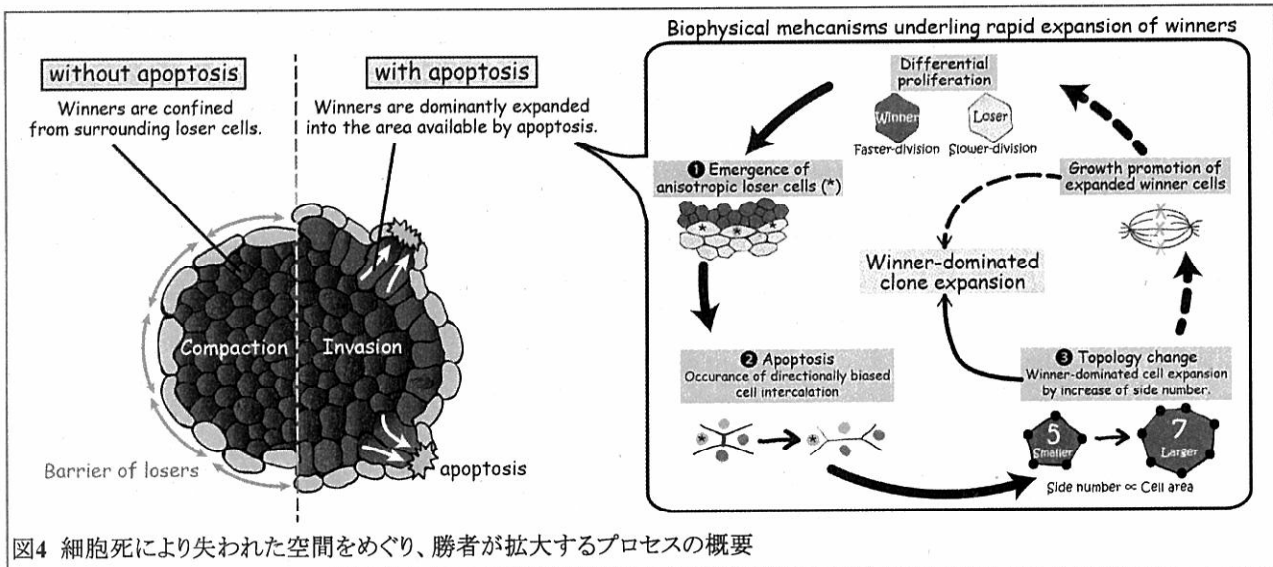 Biophysical mehcanisms underling rapid expansion of winners
without apoptosis
Winners are confined
from surrounding loser cells.
with apoptosis
Winners are dominantly expanded
into the area available by apoptosis.
Compaction
Invasion
Barrier of losers
apoptosis
Differential
proliferation
Winner
Loser
Faster-division
Slower-division
❶ Emergence of
anisotropic loser cells (*)
* * *
Growth promotion of
expanded winner cells
Winner-dominated
clone expansion
❷ Apoptosis
Occurance of directionally biased
cell intercalation
*
*
❸ Topology change
Winner-dominated cell expansion
by increase of side number.
5
Smaller
7
Larger
Side number ∝ Cell area
図4 細胞死により失われた空間をめぐり、勝者が拡大するプロセスの概要